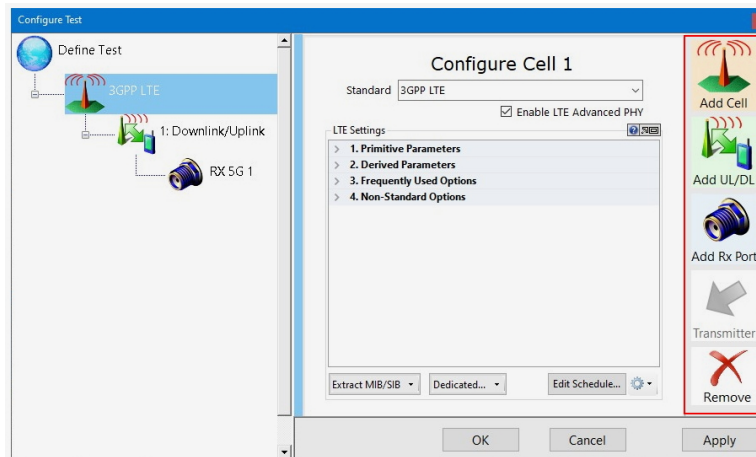 Configure Test
Define Test
3GPP LTE
1: Downlink/Uplink
RX 5G 1
Configure Cell 1
Standard 3GPP LTE
Enable LTE Advanced PHY
LTE Settings
1. Primitive Parameters
2. Derived Parameters
3. Frequently Used Options
4. Non-Standard Options
Extract MIB/SIB Dedicated... Edit Schedule...
OK Cancel Apply
Add Cell
Add UL/DL
Add Rx Port
Transmitter
Remove